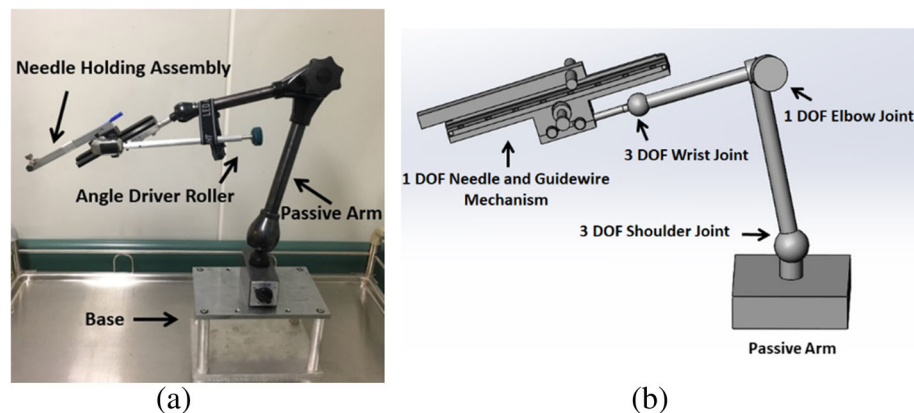 Needle Holding Assembly
Angle Driver Roller
Passive Arm
Base
(a)
1 DOF Elbow Joint
3 DOF Wrist Joint
1 DOF Needle and Guidewire
Mechanism
3 DOF Shoulder Joint
Passive Arm
(b)